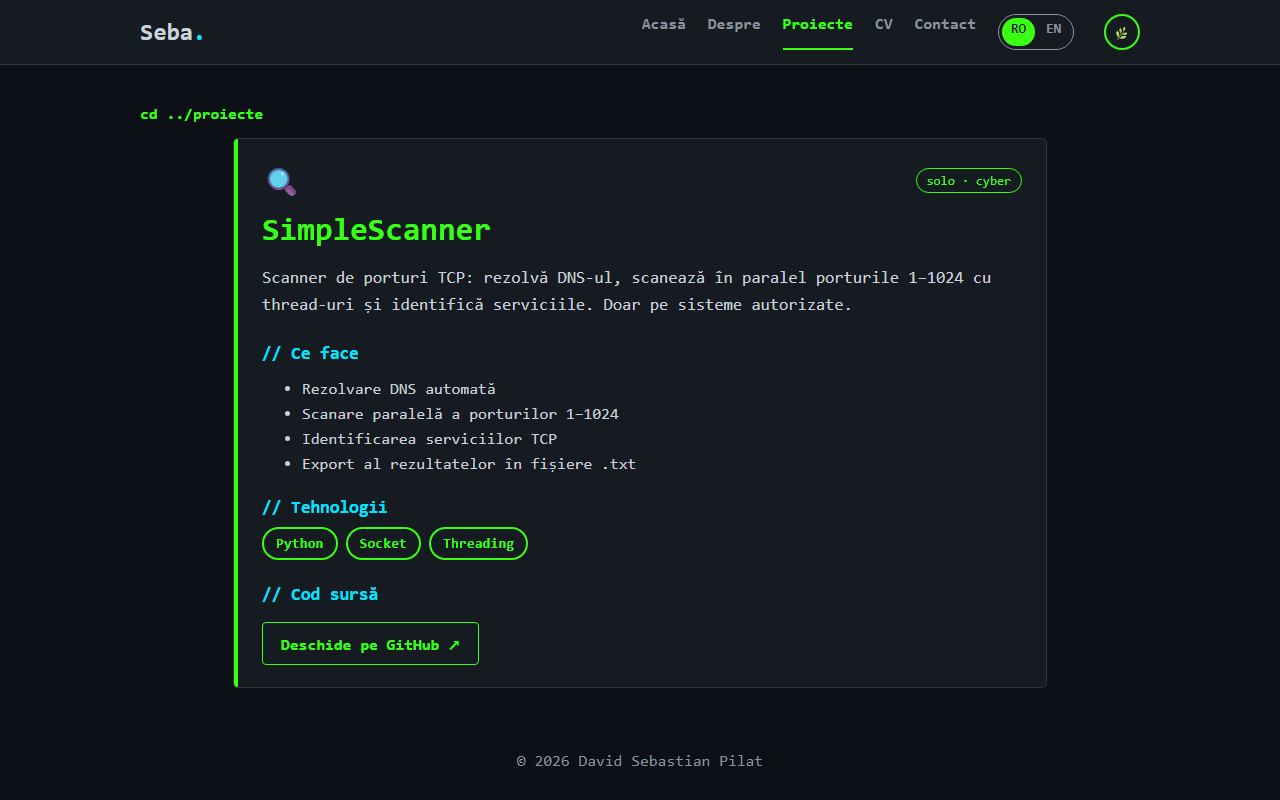 Seba.
Acasă Despre Proiecte CV Contact RO EN
cd ../proiecte
solo · cyber
SimpleScanner
Scanner de porturi TCP: rezolvă DNS-ul, scanează în paralel porturile 1–1024 cu
thread-uri și identifică serviciile. Doar pe sisteme autorizate.
// Ce face
• Rezolvare DNS automată
• Scanare paralelă a porturilor 1–1024
• Identificarea serviciilor TCP
• Export al rezultatelor în fișiere .txt
// Tehnologii
Python Socket Threading
// Cod sursă
Deschide pe GitHub ↗
© 2026 David Sebastian Pilat